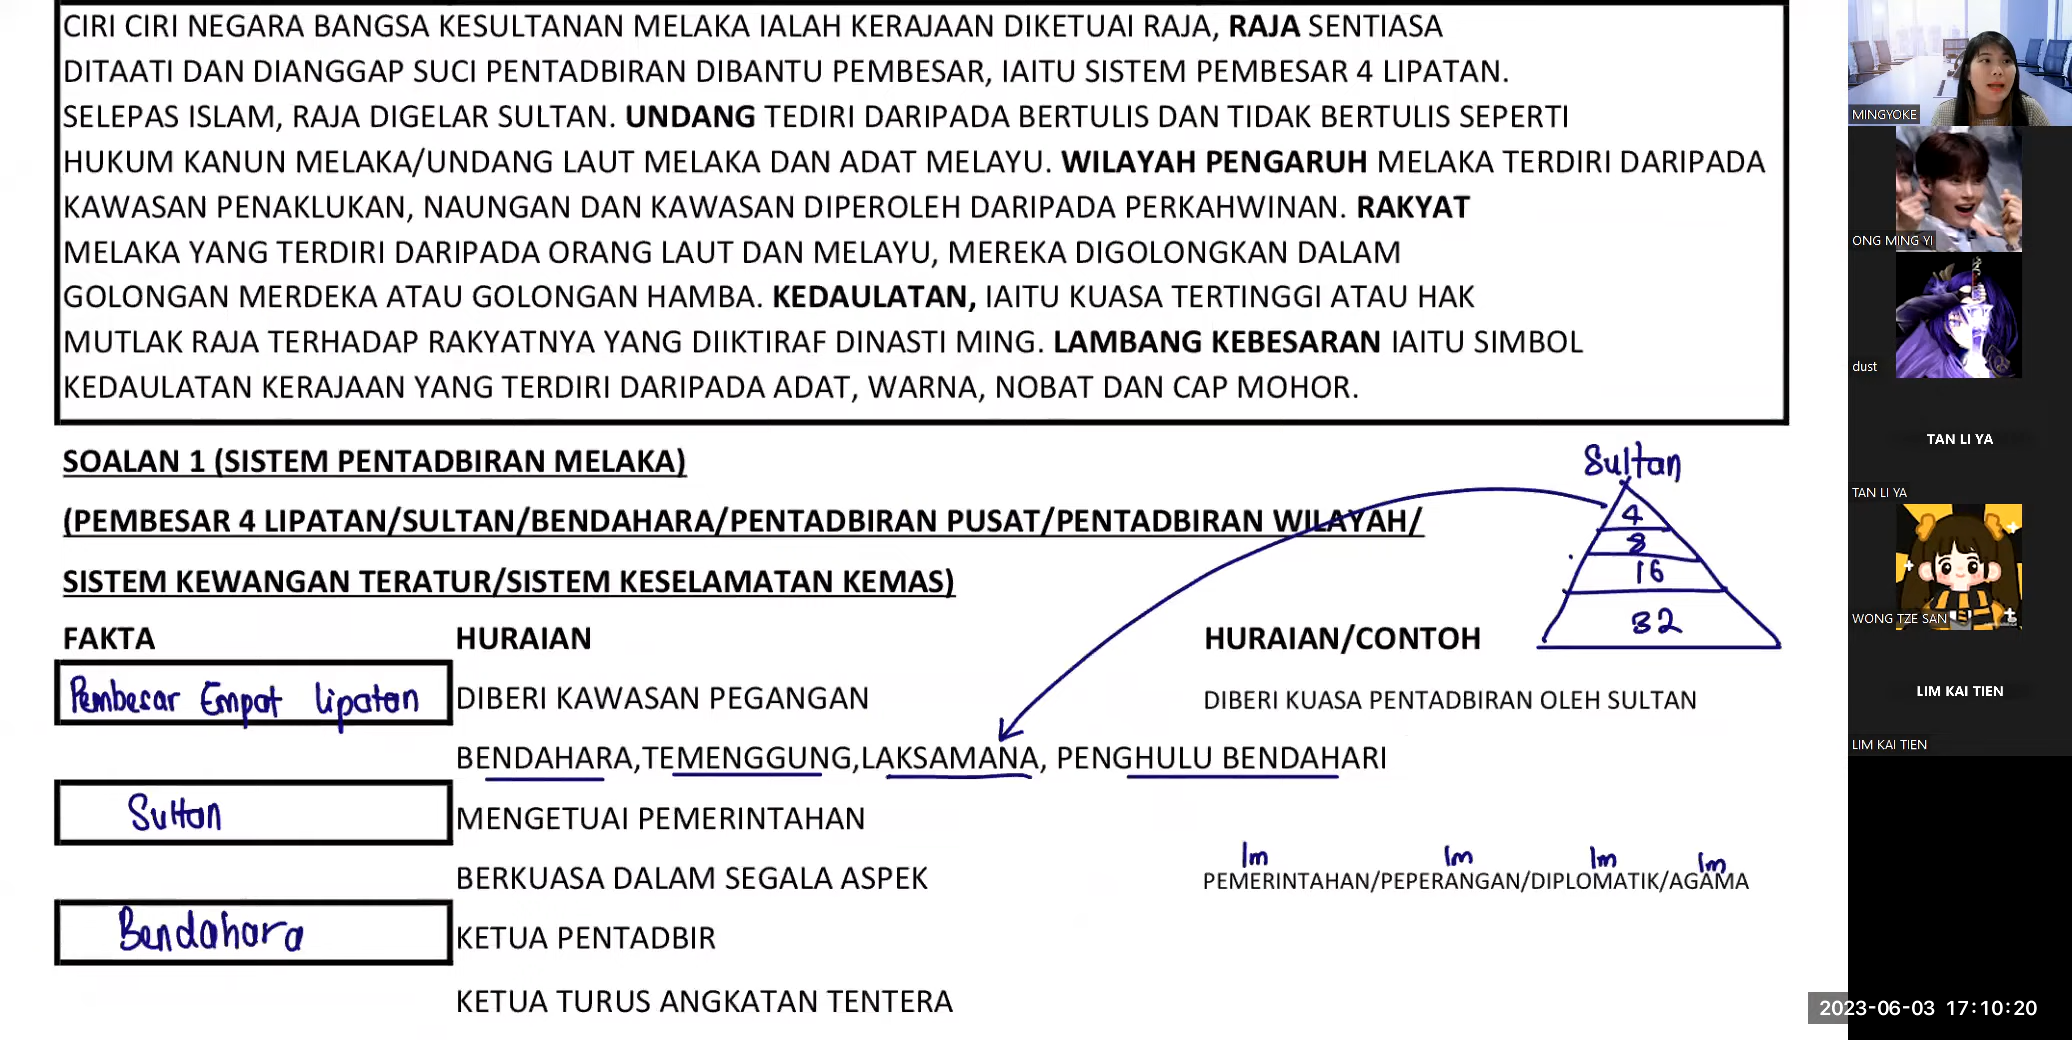 CIRI CIRI NEGARA BANGSA KESULTANAN MELAKA IALAH KERAJAAN DIKETUAI RAJA, RAJA SENTIASA
DITAATI DAN DIANGGAP SUCI PENTADBIRAN DIBANTU PEMBESAR, IAITU SISTEM PEMBESAR 4 LIPATAN.
SELEPAS ISLAM, RAJA DIGELAR SULTAN. UNDANG TEDIRI DARIPADA BERTULIS DAN TIDAK BERTULIS SEPERTI
HUKUM KANUN MELAKA/UNDANG LAUT MELAKA DAN ADAT MELAYU. WILAYAH PENGARUH MELAKA TERDIRI DARIPADA
KAWASAN PENAKLUKAN, NAUNGAN DAN KAWASAN DIPEROLEH DARIPADA PERKAHWINAN. RAKYAT
MELAKA YANG TERDIRI DARIPADA ORANG LAUT DAN MELAYU, MEREKA DIGOLONGKAN DALAM
GOLONGAN MERDEKA ATAU GOLONGAN HAMBA. KEDAULATAN, IAITU KUASA TERTINGGI ATAU HAK
MUTLAK RAJA TERHADAP RAKYATNYA YANG DIIKTIRAF DINASTI MING. LAMBANG KEBESARAN IAITU SIMBOL
KEDAULATAN KERAJAAN YANG TERDIRI DARIPADA ADAT, WARNA, NOBAT DAN CAP MOHOR.
SOALAN 1 (SISTEM PENTADBIRAN MELAKA)
(PEMBESAR 4 LIPATAN/SULTAN/BENDAHARA/PENTADBIRAN PUSAT/PENTADBIRAN WILAYAH/
SISTEM KEWANGAN TERATUR/SISTEM KESELAMATAN KEMAS)
Sultan
4
8
16
32
FAKTA HURAIAN HURAIAN/CONTOH
Pembesar Empat Lipatan DIBERI KAWASAN PEGANGAN DIBERI KUASA PENTADBIRAN OLEH SULTAN
BENDAHARA,TEMENGGUNG,LAKSAMANA, PENGHULU BENDAHARI
Sultan MENGETUAI PEMERINTAHAN
1m 1m 1m 1m
BERKUASA DALAM SEGALA ASPEK PEMERINTAHAN/PEPERANGAN/DIPLOMATIK/AGAMA
Bendahara KETUA PENTADBIR
KETUA TURUS ANGKATAN TENTERA
MINGYOKE
ONG MING YI
dust
TAN LI YA
TAN LI YA
WONG TZE SAN
LIM KAI TIEN
LIM KAI TIEN
2023-06-03 17:10:20